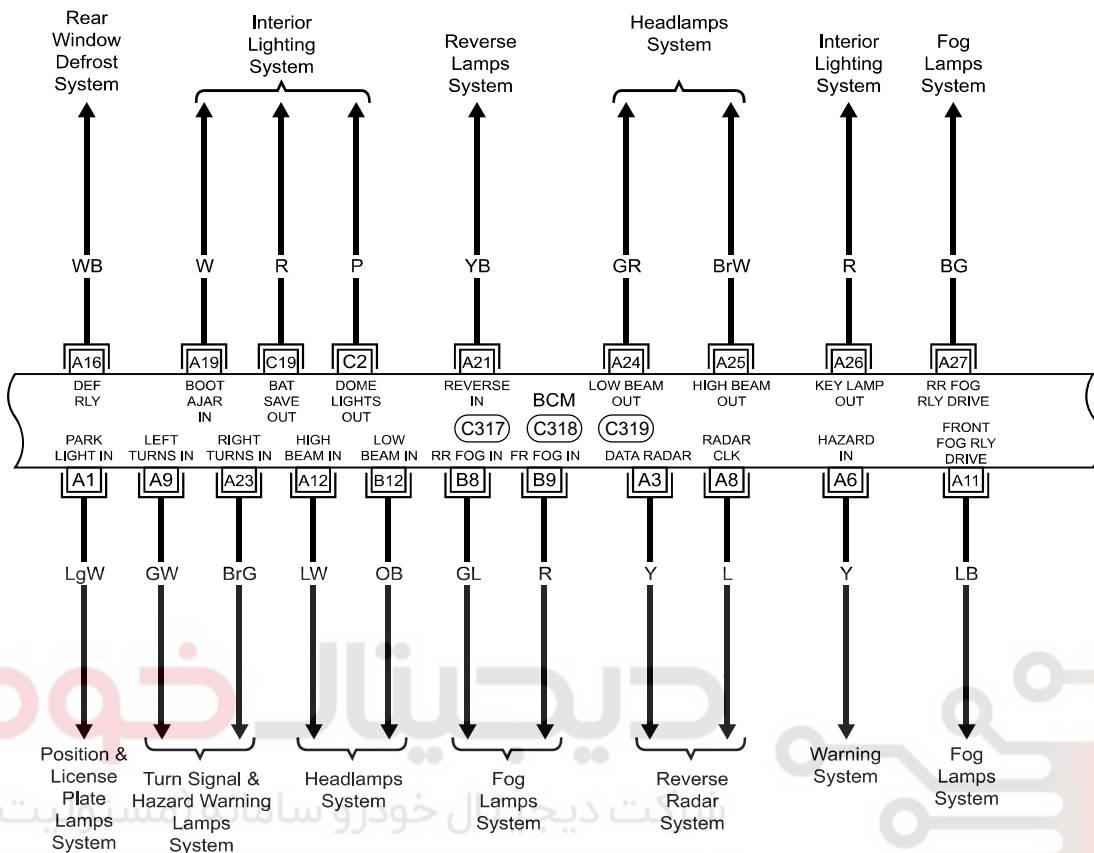 Rear
Window
Defrost
System
Interior
Lighting
System
Reverse
Lamps
System
Headlamps
System
Interior
Lighting
System
Fog
Lamps
System
WB
W
R
P
YB
GR
BrW
R
BG
A16
A19
C19
C2
A21
A24
A25
A26
A27
DEF
RLY
BOOT
AJAR
IN
BAT
SAVE
OUT
DOME
LIGHTS
OUT
REVERSE
IN
BCM
LOW BEAM
OUT
HIGH BEAM
OUT
KEY LAMP
OUT
RR FOG
RLY DRIVE
C317
C318
C319
PARK
LIGHT IN
LEFT
TURNS IN
RIGHT
TURNS IN
HIGH
BEAM IN
LOW
BEAM IN
RR FOG IN
FR FOG IN
DATA RADAR
RADAR
CLK
HAZARD
IN
FRONT
FOG RLY
DRIVE
A1
A9
A23
A12
B12
B8
B9
A3
A8
A6
A11
LgW
GW
BrG
LW
OB
GL
R
Y
L
Y
LB
دیجیتال خودرو
Position &
License
Plate
Lamps
System
Turn Signal &
Hazard Warning
Lamps
System
Headlamps
System
Fog
Lamps
System
Reverse
Radar
System
Warning
System
Fog
Lamps
System
شرکت دیجیتال خودرو سامانه (مسئولیت